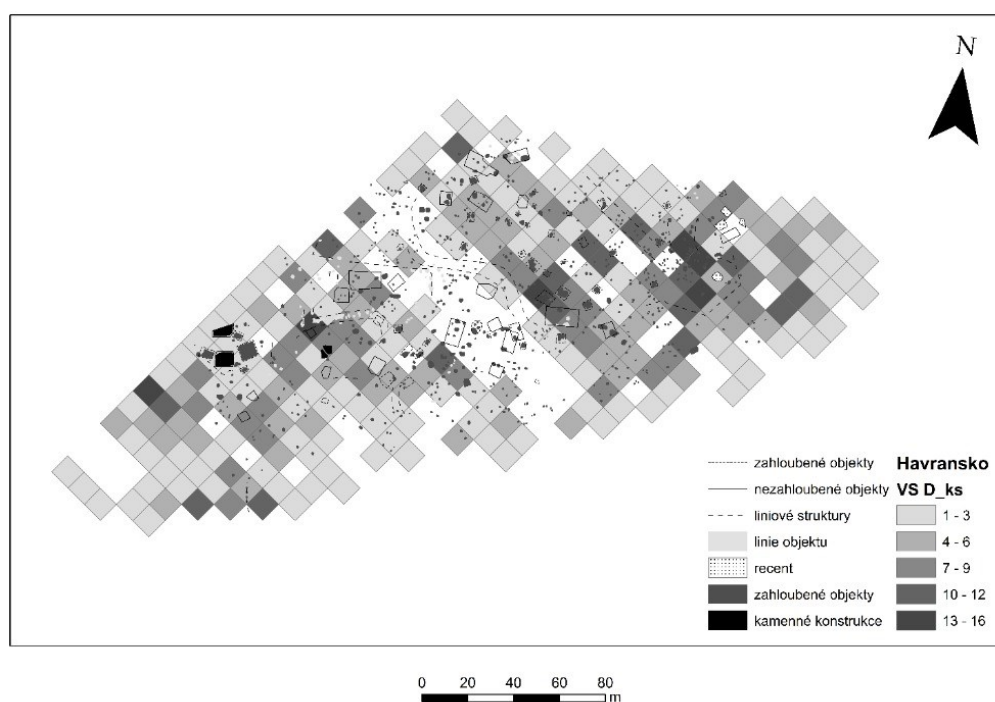 N
zahloubené objekty
nezahloubené objekty
liniové struktury
linie objektu
recent
zahloubené objekty
kamenné konstrukce
Havransko
VS D_ks
1 - 3
4 - 6
7 - 9
10 - 12
13 - 16
0 20 40 60 80
m